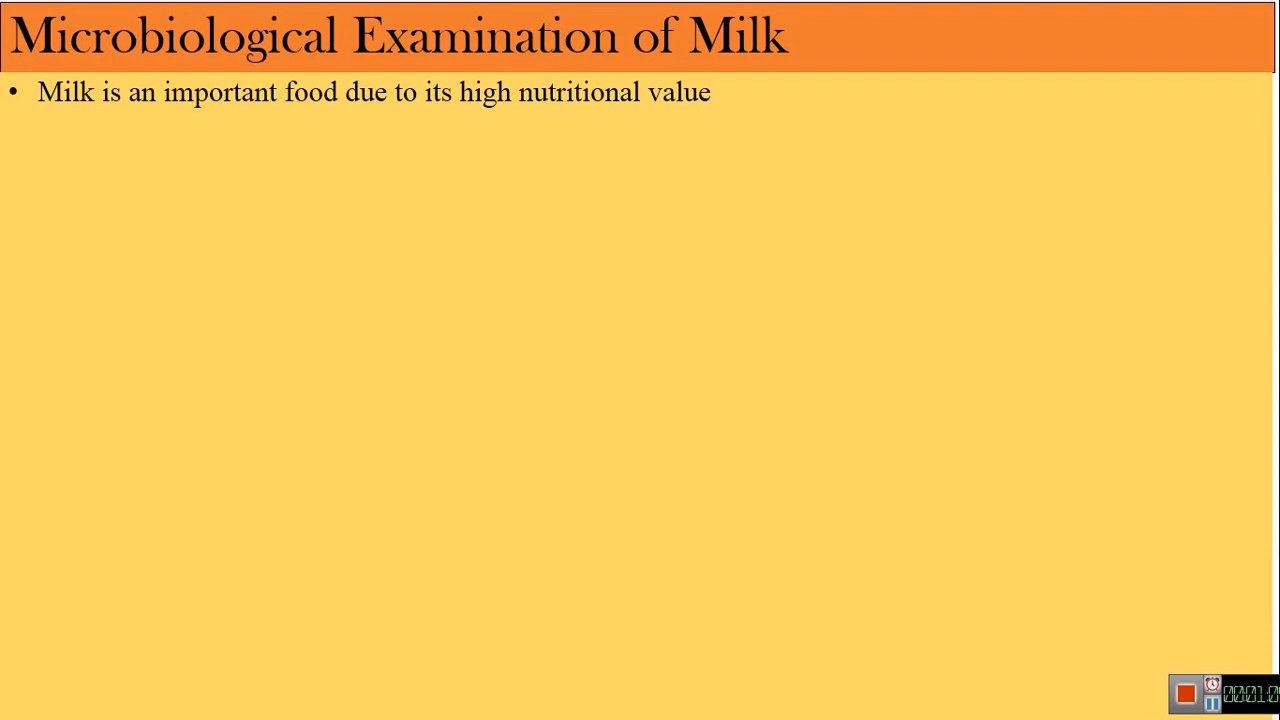 Microbiological Examination of Milk
• Milk is an important food due to its high nutritional value